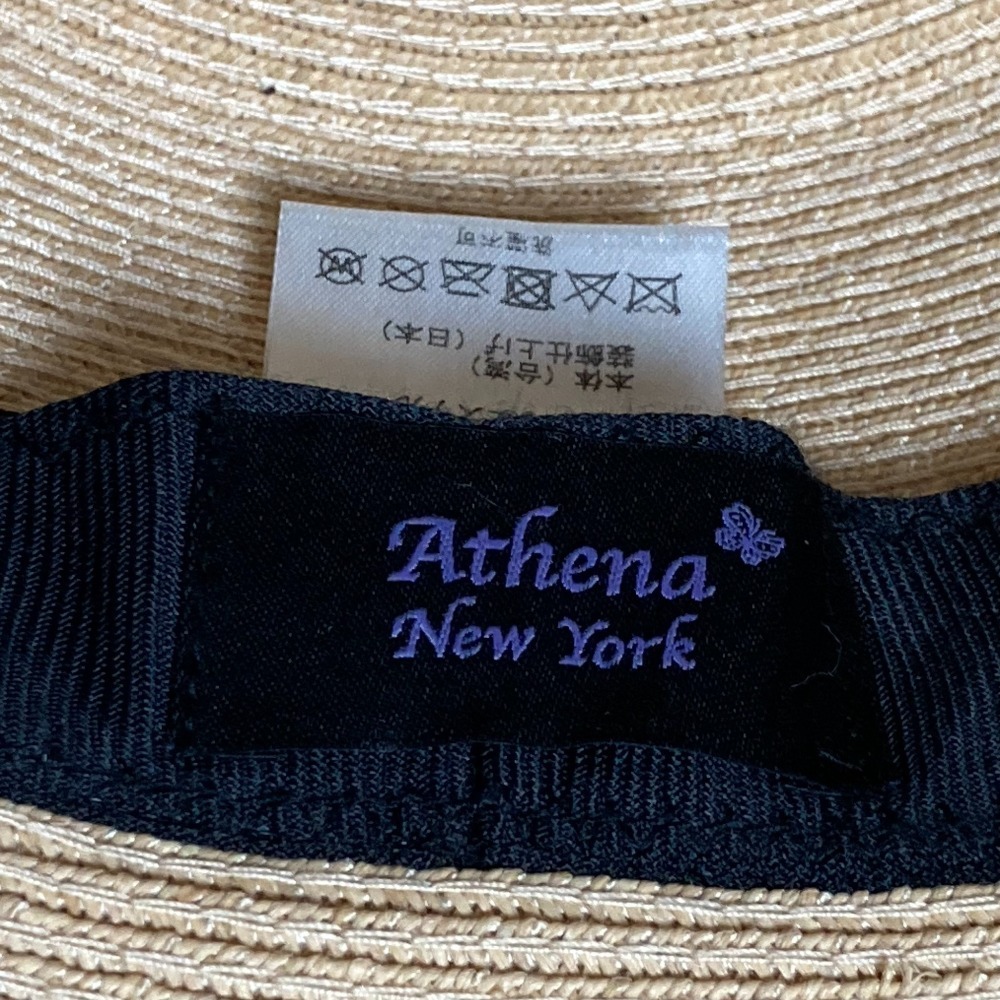 Athena
New York
本体(台湾)
装飾仕上げ(日本)
洗濯不可